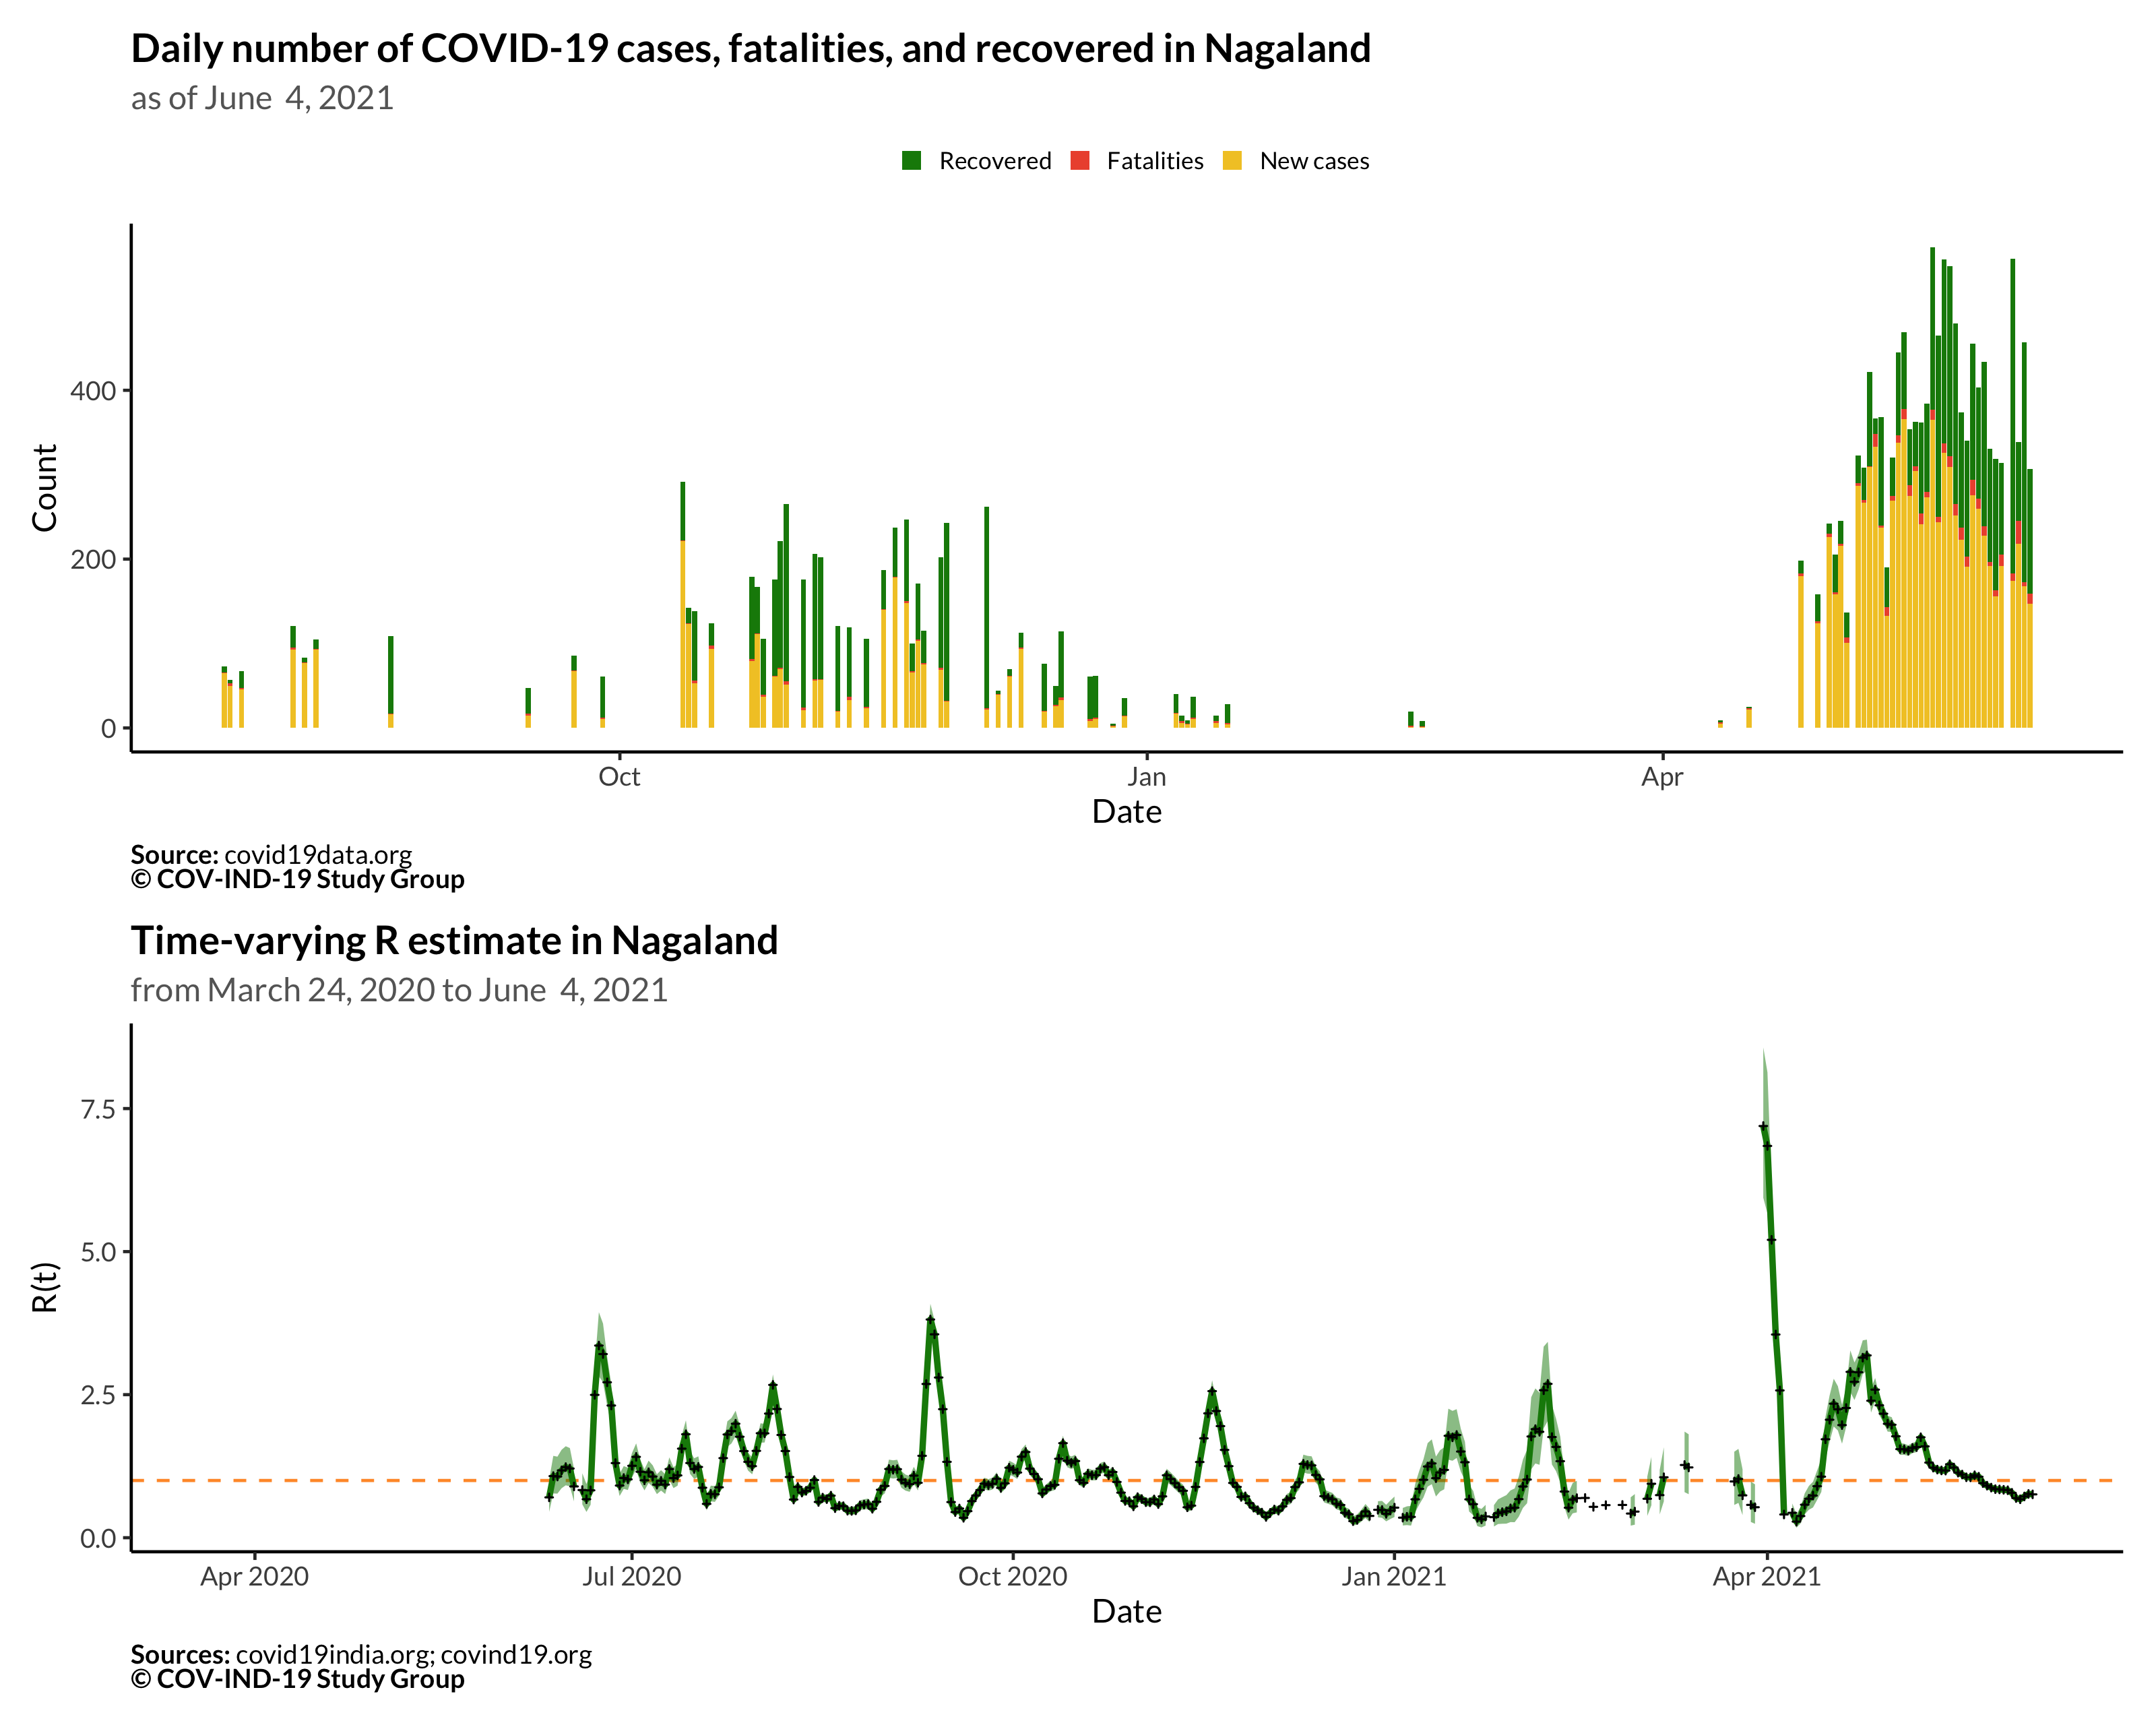 Daily number of COVID-19 cases, fatalities, and recovered in Nagaland
as of June 4, 2021
Recovered Fatalities New cases
Count
400
200
0
Oct Jan Apr
Date
Source: covid19data.org
© COV-IND-19 Study Group
Time-varying R estimate in Nagaland
from March 24, 2020 to June 4, 2021
R(t)
7.5
5.0
2.5
0.0
Apr 2020 Jul 2020 Oct 2020 Jan 2021 Apr 2021
Date
Sources: covid19india.org; covind19.org
© COV-IND-19 Study Group